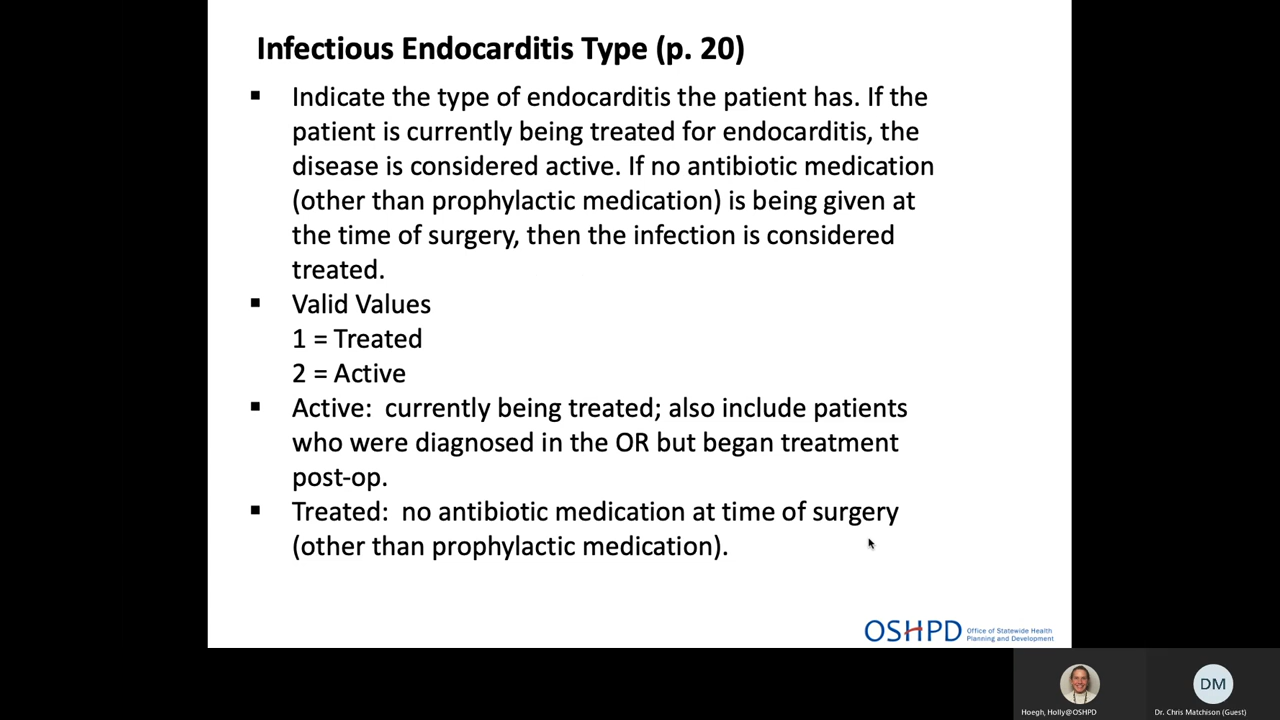 Infectious Endocarditis Type (p. 20)
▪ Indicate the type of endocarditis the patient has. If the
patient is currently being treated for endocarditis, the
disease is considered active. If no antibiotic medication
(other than prophylactic medication) is being given at
the time of surgery, then the infection is considered
treated.
▪ Valid Values
1 = Treated
2 = Active
▪ Active:  currently being treated; also include patients
who were diagnosed in the OR but began treatment
post-op.
▪ Treated:  no antibiotic medication at time of surgery
(other than prophylactic medication).
OSHPD
Office of Statewide Health
Planning and Development
DM
Hoegh, Holly@OSHPD
Dr. Chris Matchison (Guest)